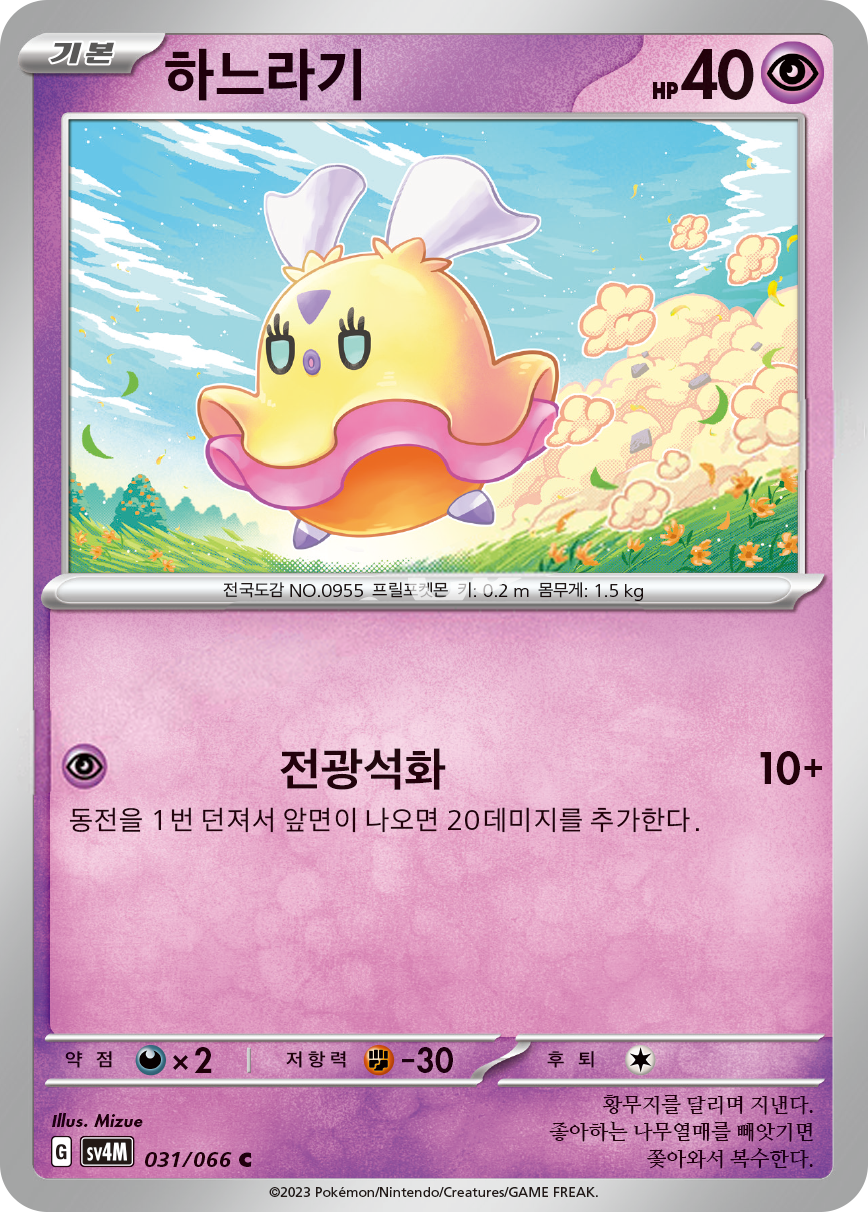 기본 하느라기 HP 40
전국도감 NO.0955 프릴포켓몬 키: 0.2 m 몸무게: 1.5 kg
전광석화 10+
동전을 1번 던져서 앞면이 나오면 20데미지를 추가한다.
약점 ×2 저항력 -30 후퇴
황무지를 달리며 지낸다.
좋아하는 나무열매를 빼앗기면
쫓아와서 복수한다.
Illus. Mizue
G sv4M 031/066 C
©2023 Pokémon/Nintendo/Creatures/GAME FREAK.